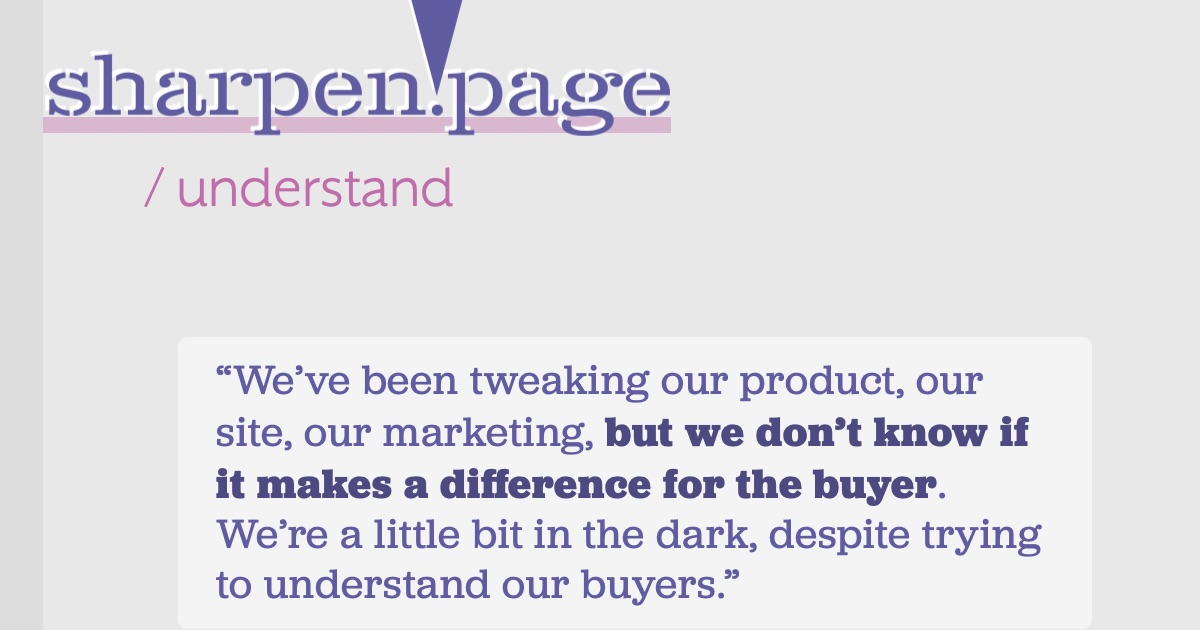 sharpen.page
/ understand
“We’ve been tweaking our product, our
site, our marketing, but we don’t know if
it makes a difference for the buyer.
We’re a little bit in the dark, despite trying
to understand our buyers.”